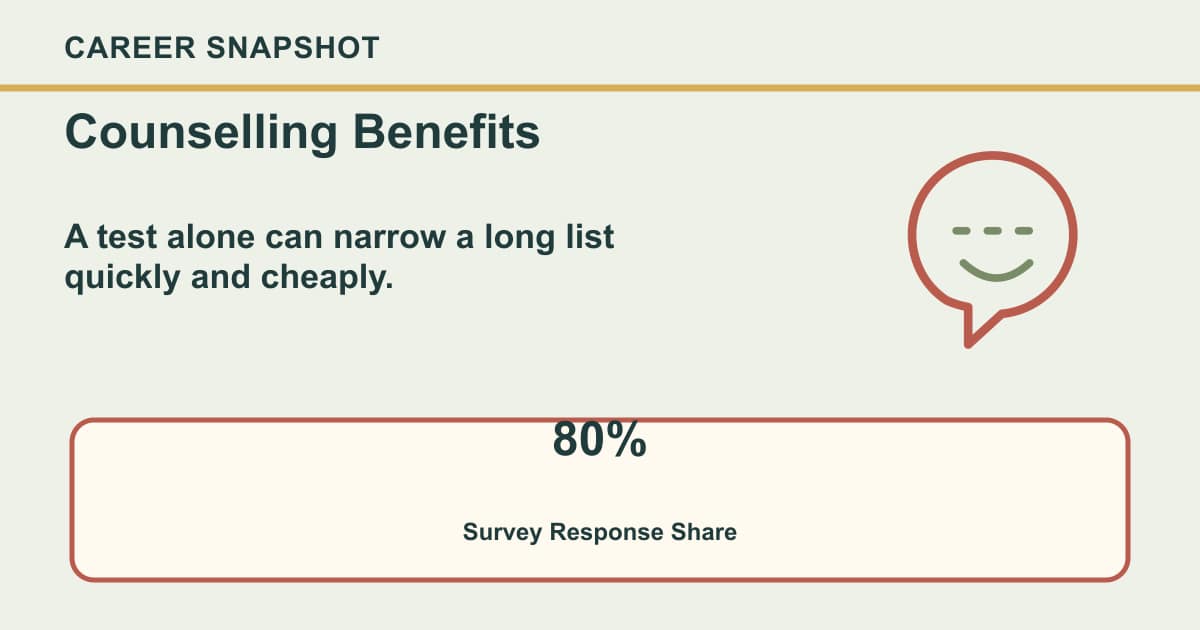 CAREER SNAPSHOT
Counselling Benefits
A test alone can narrow a long list
quickly and cheaply.
80%
Survey Response Share